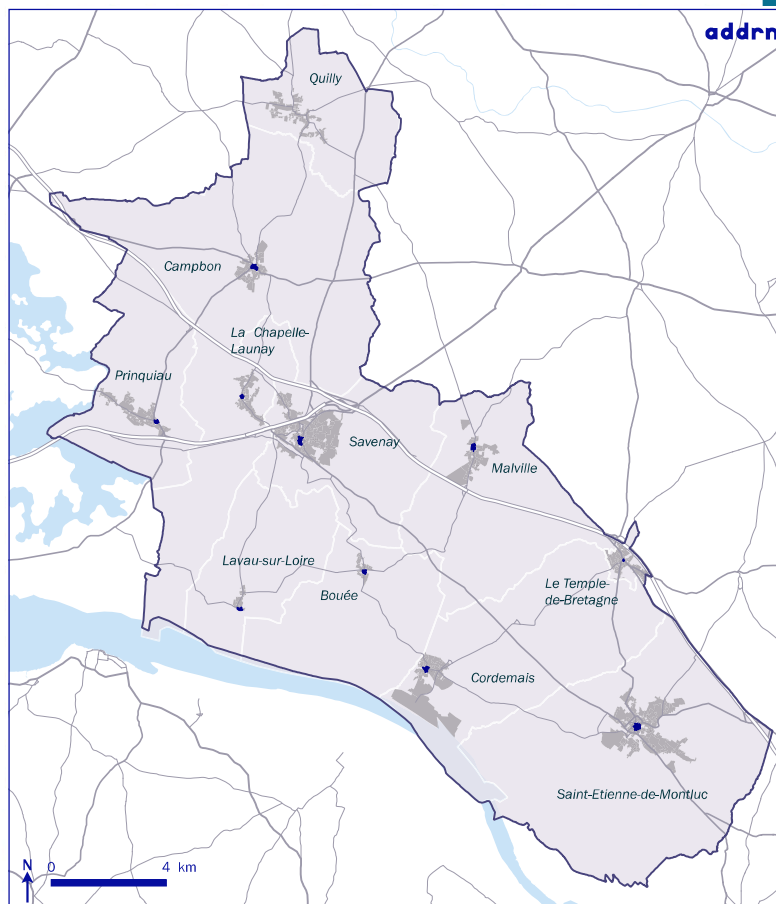 addrn
Quilly
Campbon
La Chapelle-
Launay
Prinquiau
Savenay
Malville
Lavau-sur-Loire
Bouée
Le Temple-
de-Bretagne
Cordemais
Saint-Etienne-de-Montluc
N 0 4 km